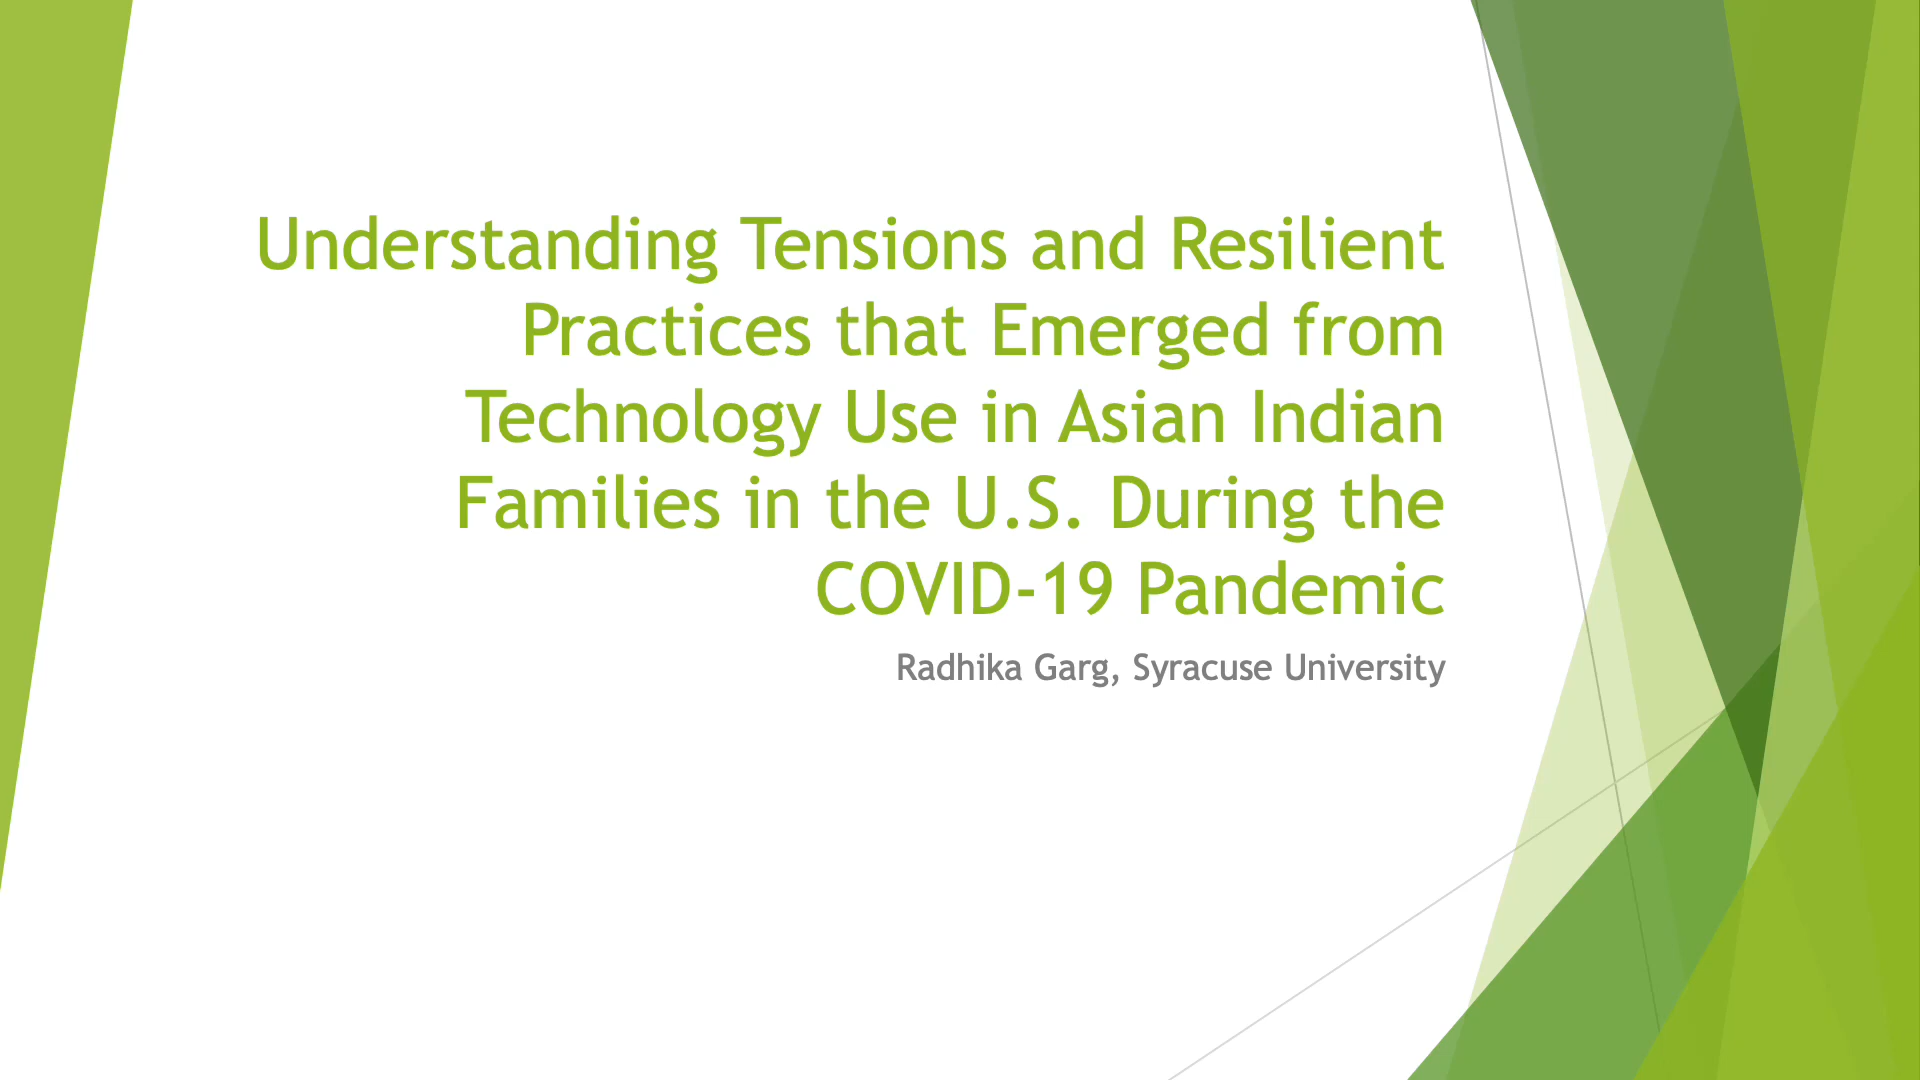 Understanding Tensions and Resilient
Practices that Emerged from
Technology Use in Asian Indian
Families in the U.S. During the
COVID-19 Pandemic
Radhika Garg, Syracuse University